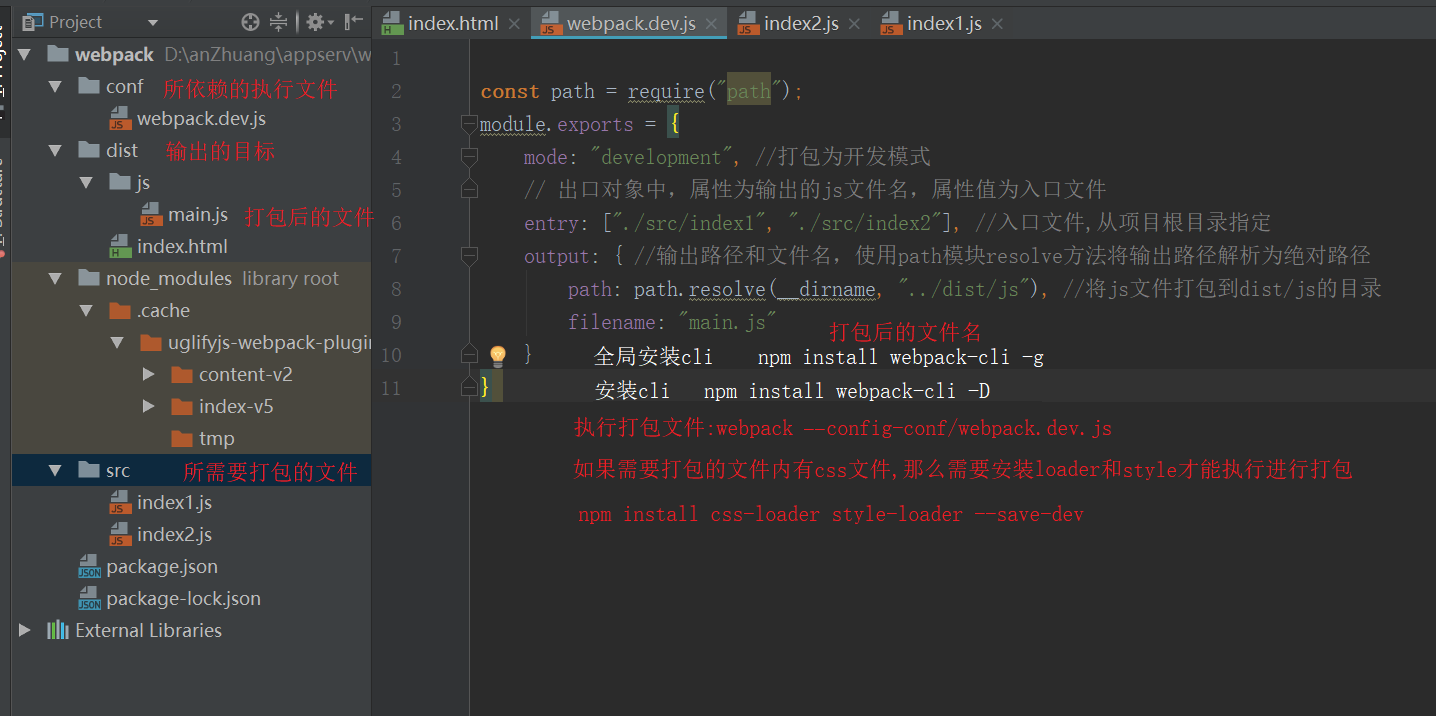 Project
index.html
webpack.dev.js
index2.js
index1.js
webpack D:\anZhuang\appserv\w
conf 所依赖的执行文件
webpack.dev.js
dist 输出的目标
js
main.js 打包后的文件
index.html
node_modules library root
.cache
uglifyjs-webpack-plugi
content-v2
index-v5
tmp
src 所需要打包的文件
index1.js
index2.js
package.json
package-lock.json
External Libraries
1
2 const path = require("path");
3 module.exports = {
4 mode: "development", //打包为开发模式
5 // 出口对象中，属性为输出的js文件名，属性值为入口文件
6 entry: ["./src/index1", "./src/index2"], //入口文件,从项目根目录指定
7 output: { //输出路径和文件名，使用path模块resolve方法将输出路径解析为绝对路径
8 path: path.resolve(__dirname, "../dist/js"), //将js文件打包到dist/js的目录
9 filename: "main.js"
打包后的文件名
10 } 全局安装cli npm install webpack-cli -g
11 } 安装cli npm install webpack-cli -D
执行打包文件:webpack --config-conf/webpack.dev.js
如果需要打包的文件内有css文件,那么需要安装loader和style才能执行进行打包
npm install css-loader style-loader --save-dev